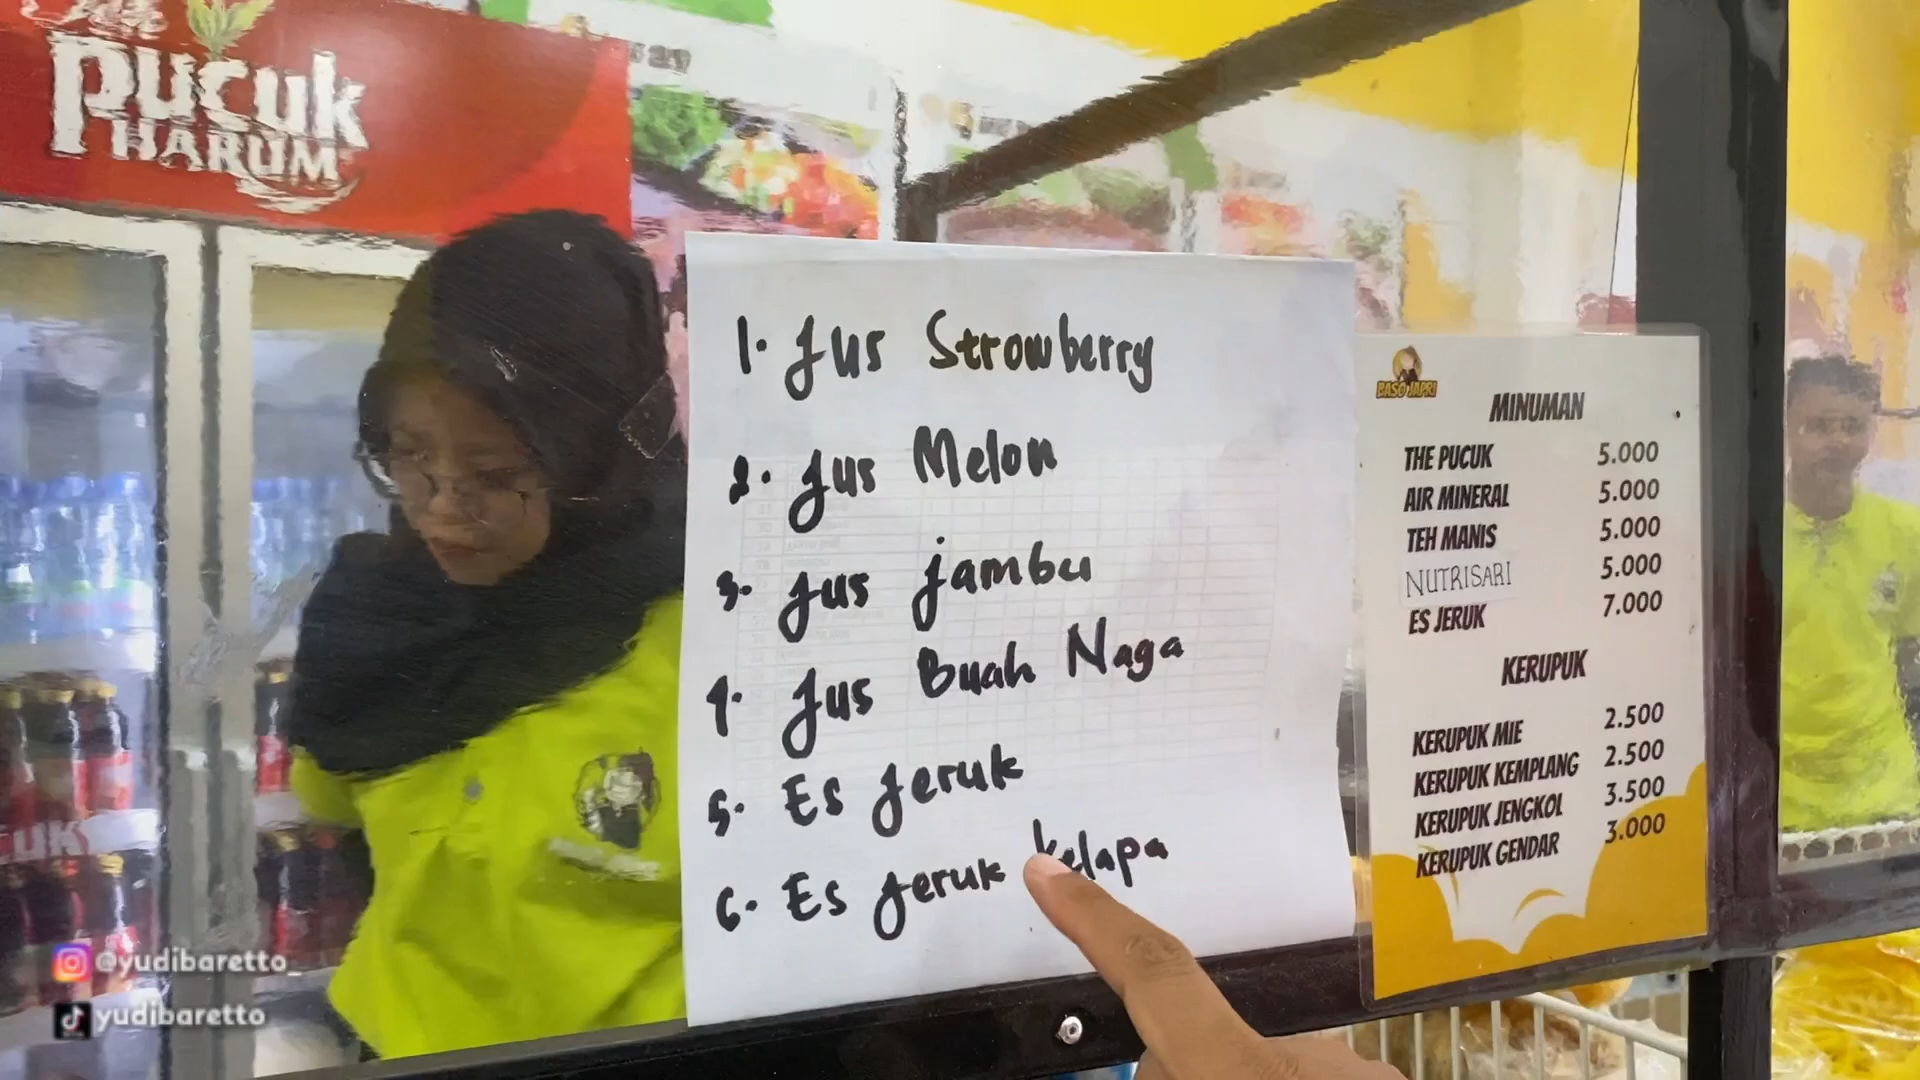 Teh
Pucuk
HARUM
1. Jus Strowberry
2. Jus Melon
3. Jus jambu
4. Jus Buah Naga
5. Es Jeruk
6. Es Jeruk Kelapa
BASO JAPRI
MINUMAN
THE PUCUK 5.000
AIR MINERAL 5.000
TEH MANIS 5.000
NUTRISARI 5.000
ES JERUK 7.000
KERUPUK
KERUPUK MIE 2.500
KERUPUK KEMPLANG 2.500
KERUPUK JENGKOL 3.500
KERUPUK GENDAR 3.000
@yudibaretto_
yudibaretto